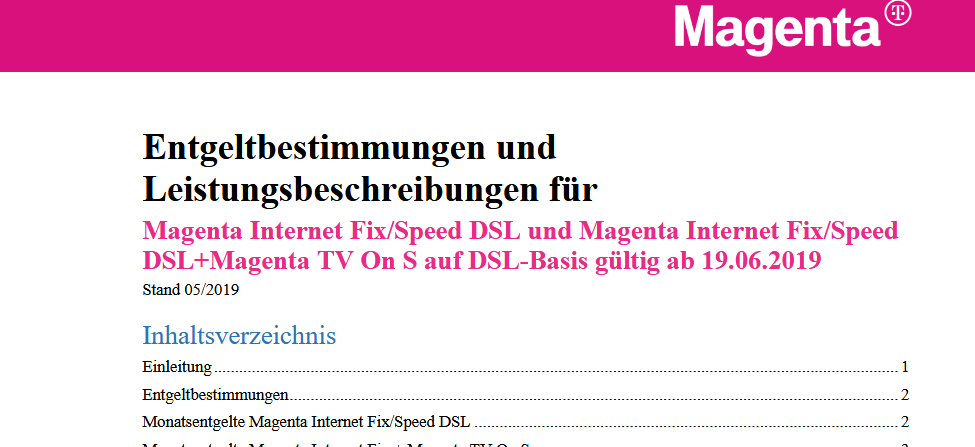 Magenta T
Entgeltbestimmungen und
Leistungsbeschreibungen für
Magenta Internet Fix/Speed DSL und Magenta Internet Fix/Speed
DSL+Magenta TV On S auf DSL-Basis gültig ab 19.06.2019
Stand 05/2019
Inhaltsverzeichnis
Einleitung 1
Entgeltbestimmungen 2
Monatsentgelte Magenta Internet Fix/Speed DSL 2